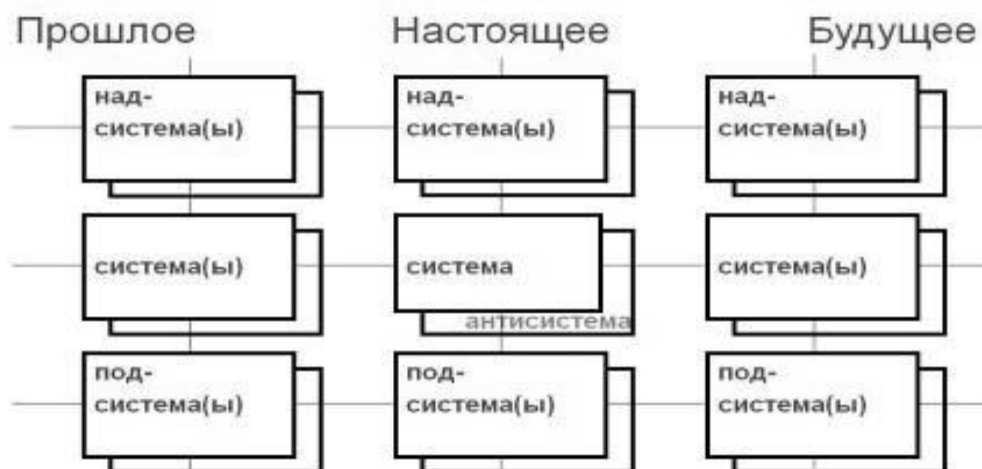 Прошлое Настоящее Будущее
над-
система(ы)
над-
система(ы)
над-
система(ы)
система(ы)
система
система(ы)
антисистема
под-
система(ы)
под-
система(ы)
под-
система(ы)